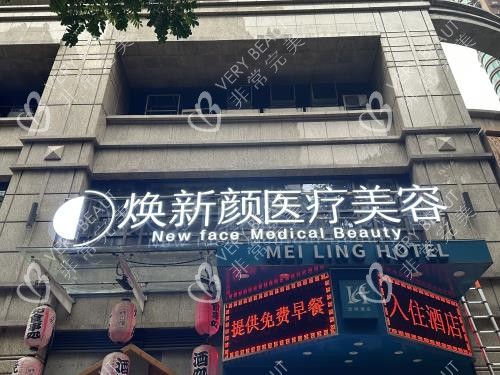 焕新颜医疗美容
New face Medical Beauty
MEI LING HOTEL
提供免费早餐
入住酒店
VERY BEAUTY
非常完美